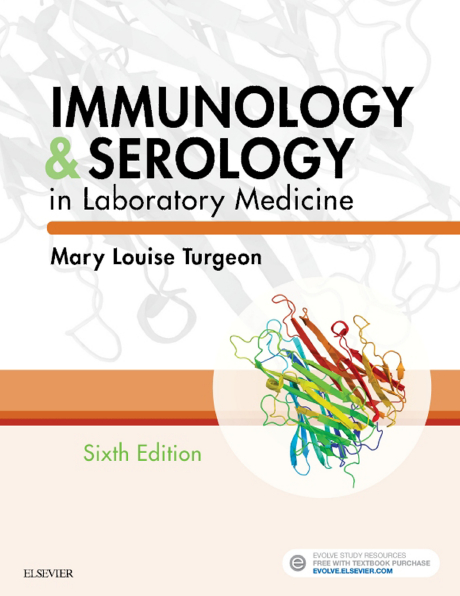 IMMUNOLOGY
& SEROLOGY
in Laboratory Medicine
Mary Louise Turgeon
Sixth Edition
ELSEVIER
e
EVOLVE STUDY RESOURCES
FREE WITH TEXTBOOK PURCHASE
EVOLVE.ELSEVIER.COM